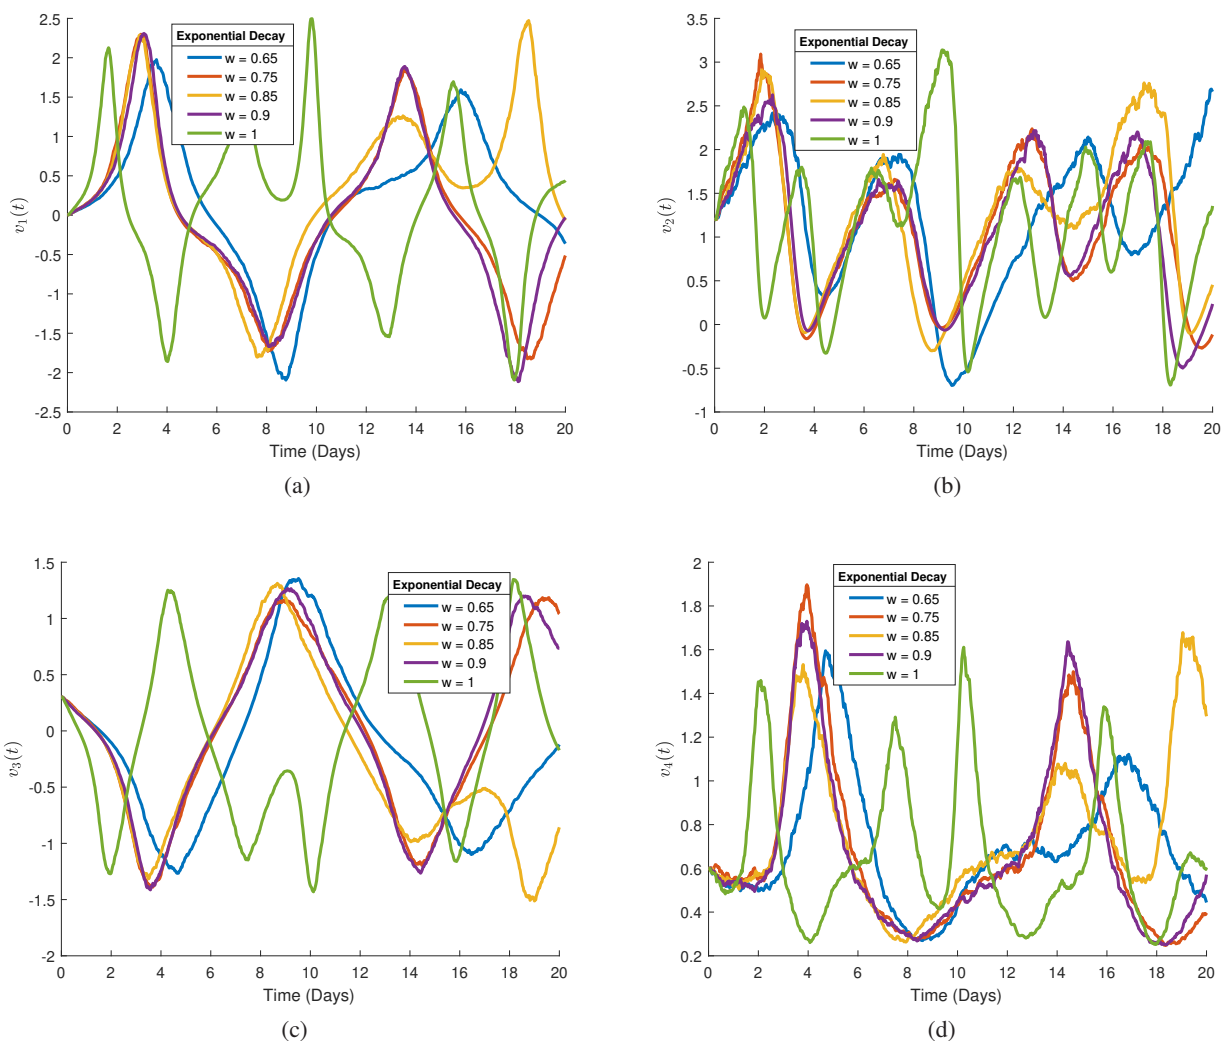 2.5
2
1.5
1
0.5
0
-0.5
-1
-1.5
-2
-2.5
v₁(t)
Exponential Decay
w = 0.65
w = 0.75
w = 0.85
w = 0.9
w = 1
0 2 4 6 8 10 12 14 16 18 20
Time (Days)
(a)
3.5
3
2.5
2
1.5
1
0.5
0
-0.5
-1
v₂(t)
Exponential Decay
w = 0.65
w = 0.75
w = 0.85
w = 0.9
w = 1
0 2 4 6 8 10 12 14 16 18 20
Time (Days)
(b)
1.5
1
0.5
0
-0.5
-1
-1.5
-2
v₃(t)
Exponential Decay
w = 0.65
w = 0.75
w = 0.85
w = 0.9
w = 1
0 2 4 6 8 10 12 14 16 18 20
Time (Days)
(c)
2
1.8
1.6
1.4
1.2
1
0.8
0.6
0.4
0.2
v₄(t)
Exponential Decay
w = 0.65
w = 0.75
w = 0.85
w = 0.9
w = 1
0 2 4 6 8 10 12 14 16 18 20
Time (Days)
(d)